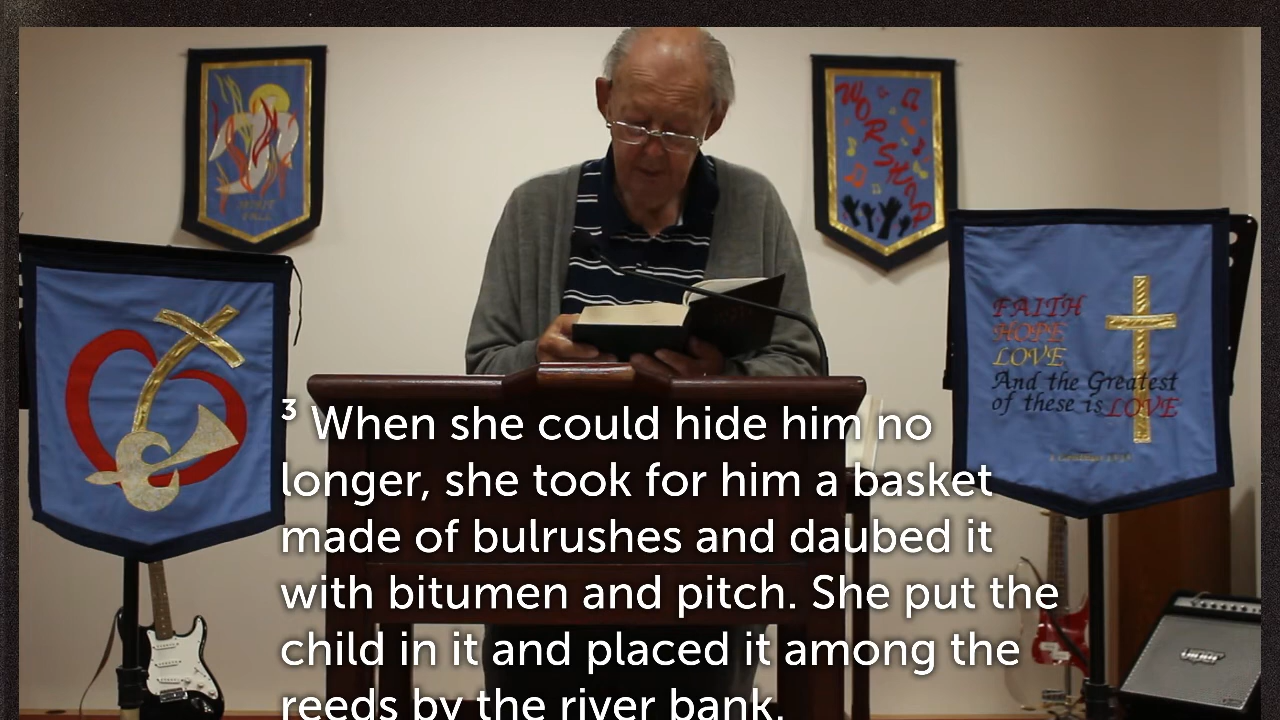 SPIRIT
FALL
WORSHIP
FAITH
HOPE
LOVE
And the Greatest
of these is LOVE
3 When she could hide him no
longer, she took for him a basket
made of bulrushes and daubed it
with bitumen and pitch. She put the
child in it and placed it among the
reeds by the river bank.